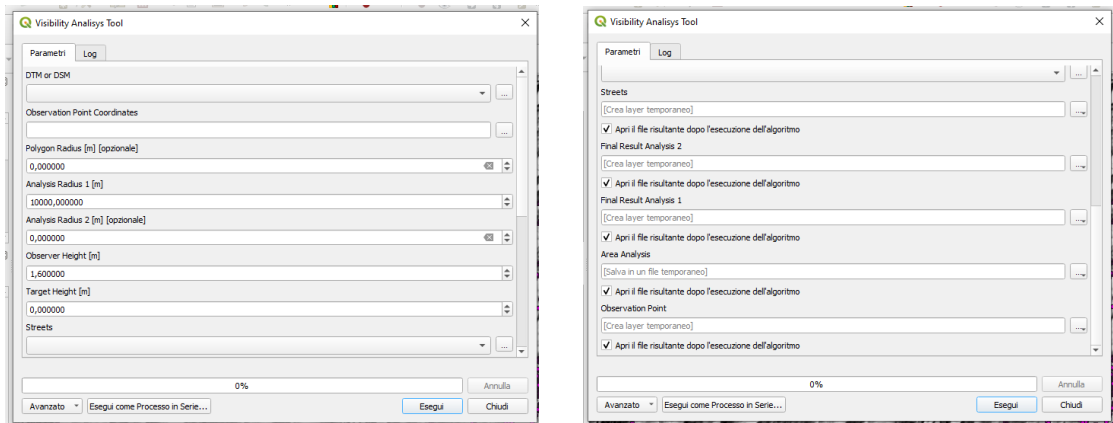 Visibility Analisys Tool
Parametri Log
DTM or DSM
...
Observation Point Coordinates
...
Polygon Radius [m] [opzionale]
0,000000
Analysis Radius 1 [m]
10000,000000
Analysis Radius 2 [m] [opzionale]
0,000000
Observer Height [m]
1,600000
Target Height [m]
0,000000
Streets
...
0% Annulla
Avanzato Esegui come Processo in Serie... Esegui Chiudi
Visibility Analisys Tool
Parametri Log
...
Streets
[Crea layer temporaneo] ...
Apri il file risultante dopo l'esecuzione dell'algoritmo
Final Result Analysis 2
[Crea layer temporaneo] ...
Apri il file risultante dopo l'esecuzione dell'algoritmo
Final Result Analysis 1
[Crea layer temporaneo] ...
Apri il file risultante dopo l'esecuzione dell'algoritmo
Area Analysis
[Salva in un file temporaneo] ...
Apri il file risultante dopo l'esecuzione dell'algoritmo
Observation Point
[Crea layer temporaneo] ...
Apri il file risultante dopo l'esecuzione dell'algoritmo
0% Annulla
Avanzato Esegui come Processo in Serie... Esegui Chiudi